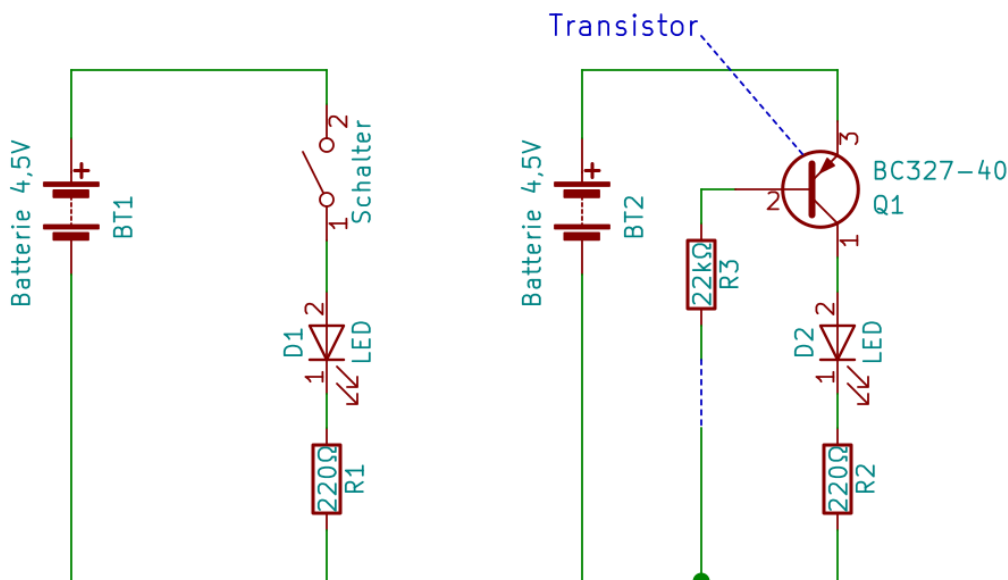 Transistor
Batterie 4,5V
+
BT1
2
Schalter
1
2
D1
LED
1
220Ω
R1
Batterie 4,5V
+
BT2
3
BC327-40
Q1
2
1
22kΩ
R3
2
D2
LED
1
220Ω
R2